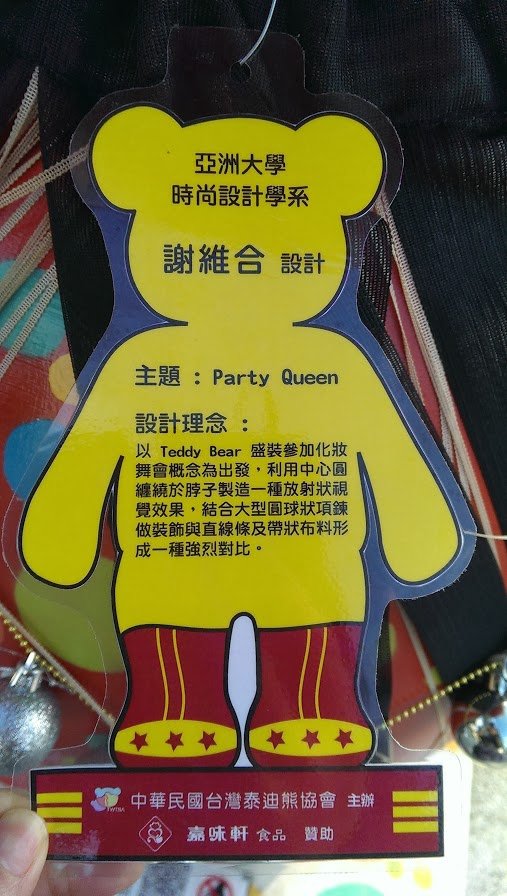 亞洲大學
時尚設計學系
謝維合 設計
主題：Party Queen
設計理念：
以 Teddy Bear 盛裝參加化妝
舞會概念為出發，利用中心圓
纏繞於脖子製造一種放射狀視
覺效果，結合大型圓球狀項鍊
做裝飾與直線條及帶狀布料形
成一種強烈對比。
中華民國台灣泰迪熊協會 主辦
嘉味軒 食品 贊助